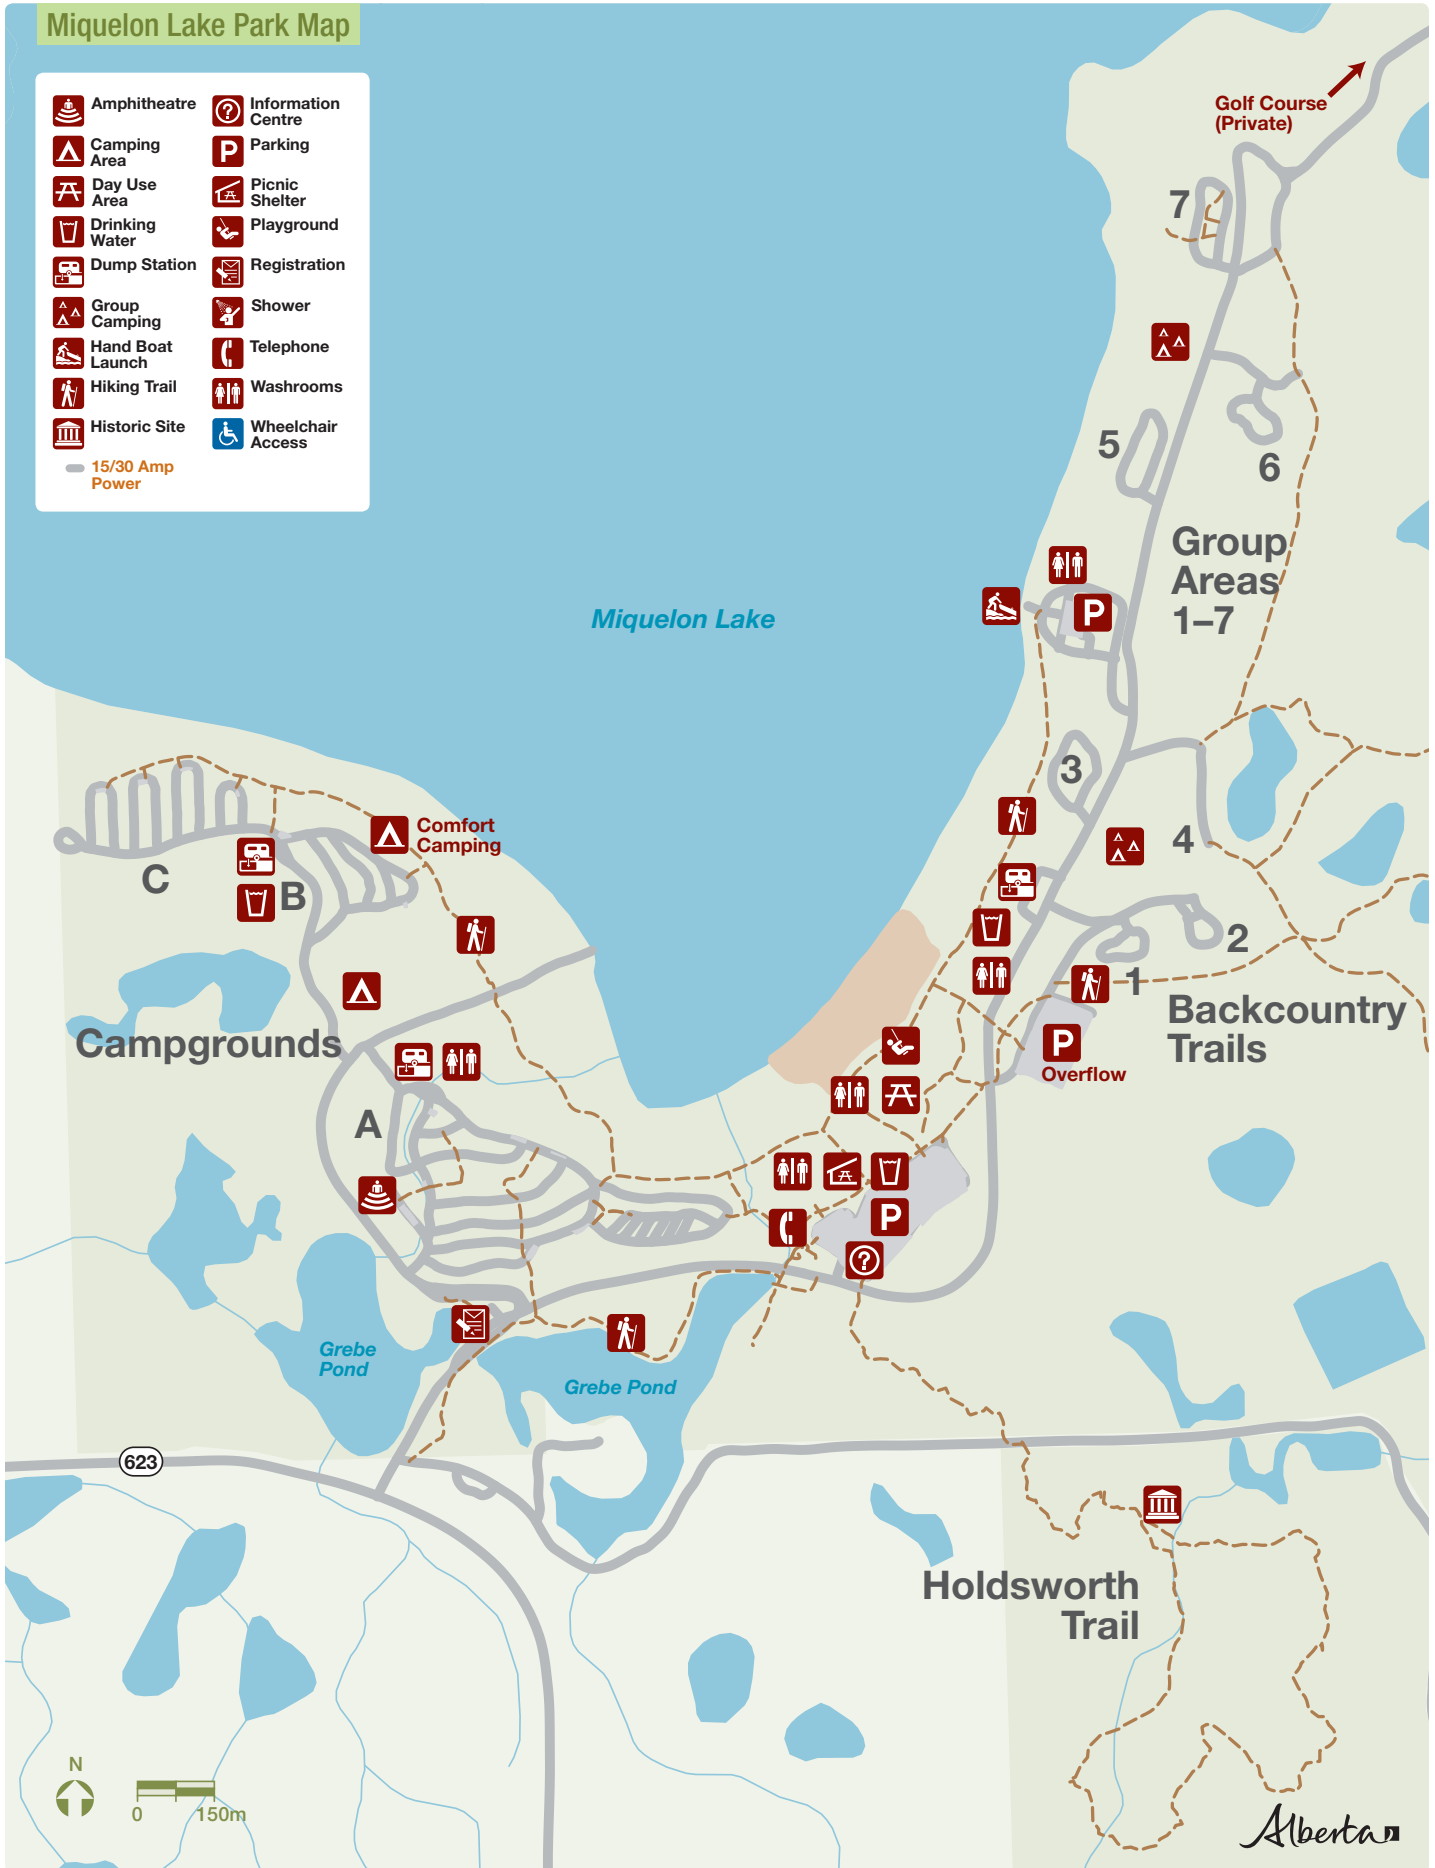 Miquelon Lake Park Map
Amphitheatre
Camping
Area
Day Use
Area
Drinking
Water
Dump Station
Group
Camping
Hand Boat
Launch
Hiking Trail
Historic Site
15/30 Amp
Power
Information
Centre
P
Parking
Picnic
Shelter
Playground
Registration
Shower
Telephone
Washrooms
Wheelchair
Access
Golf Course
(Private)
7
5
6
Group
Areas
1–7
P
Miquelon Lake
3
4
Comfort
Camping
C
B
2
1
Backcountry
Trails
Campgrounds
P
Overflow
A
P
Grebe
Pond
Grebe Pond
623
Holdsworth
Trail
N
0
150m
Alberta